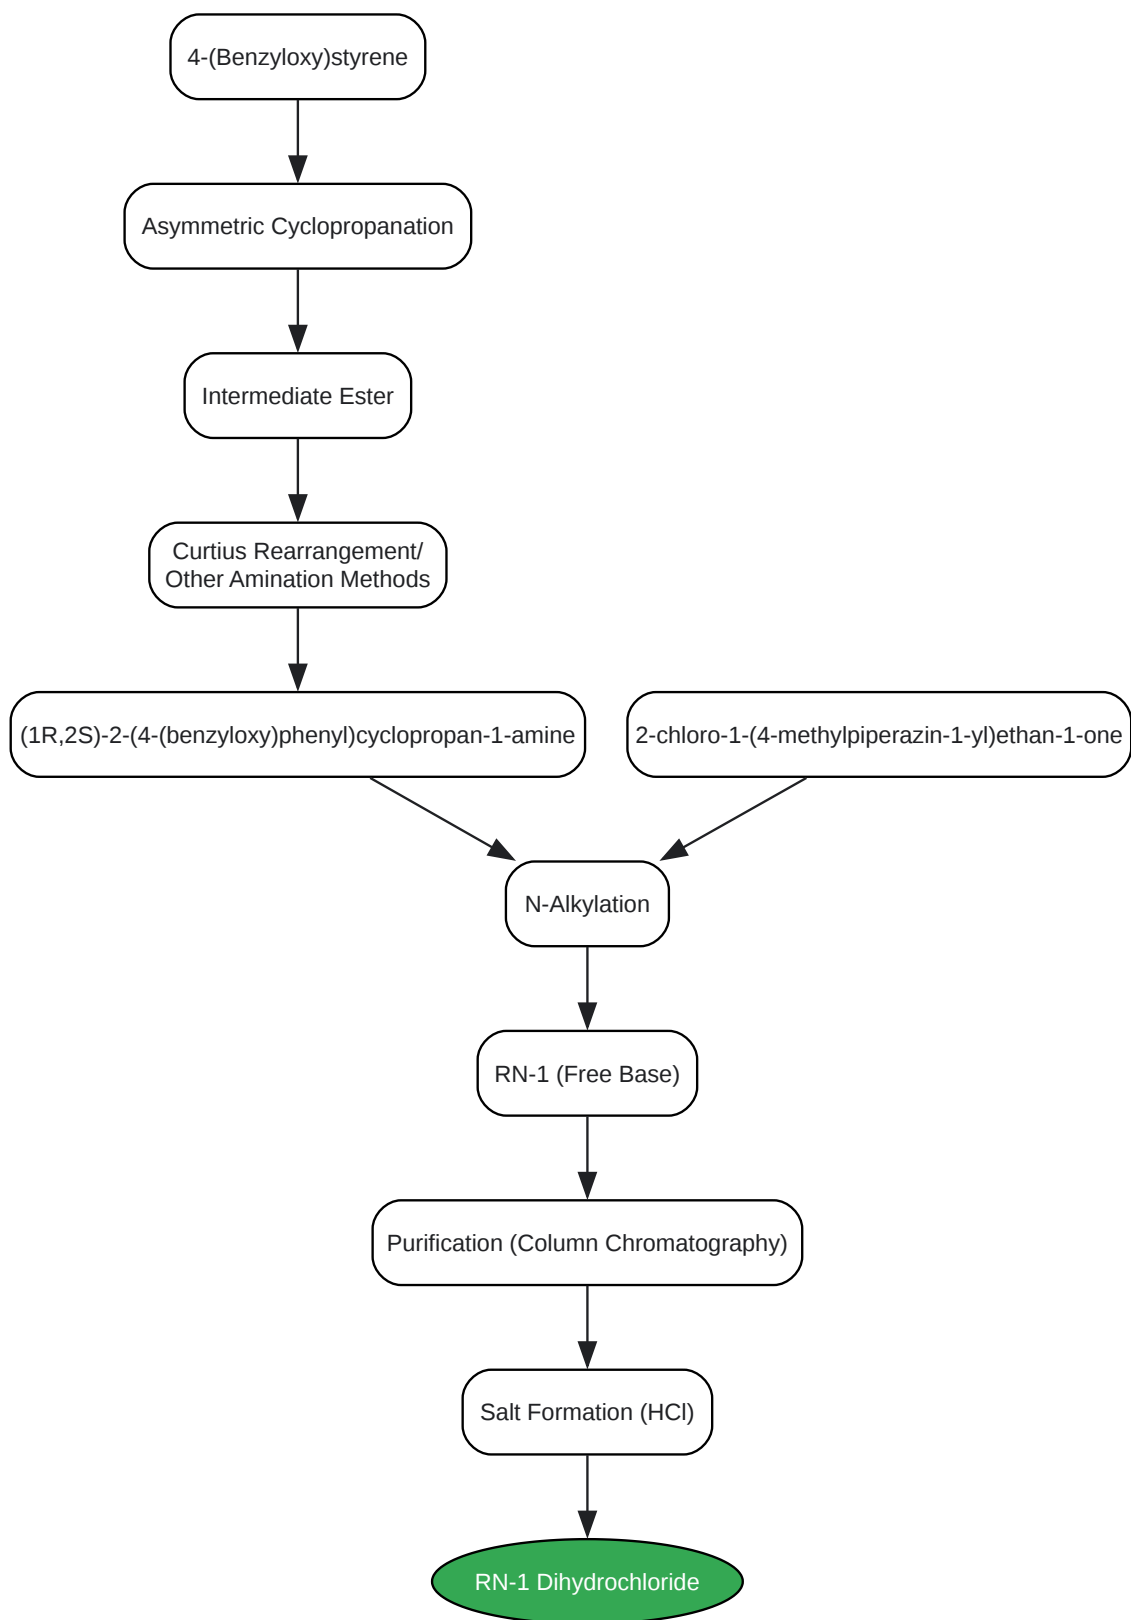 4-(Benzyloxy)styrene
Asymmetric Cyclopropanation
Intermediate Ester
Curtius Rearrangement/
Other Amination Methods
(1R,2S)-2-(4-(benzyloxy)phenyl)cyclopropan-1-amine
2-chloro-1-(4-methylpiperazin-1-yl)ethan-1-one
N-Alkylation
RN-1 (Free Base)
Purification (Column Chromatography)
Salt Formation (HCl)
RN-1 Dihydrochloride